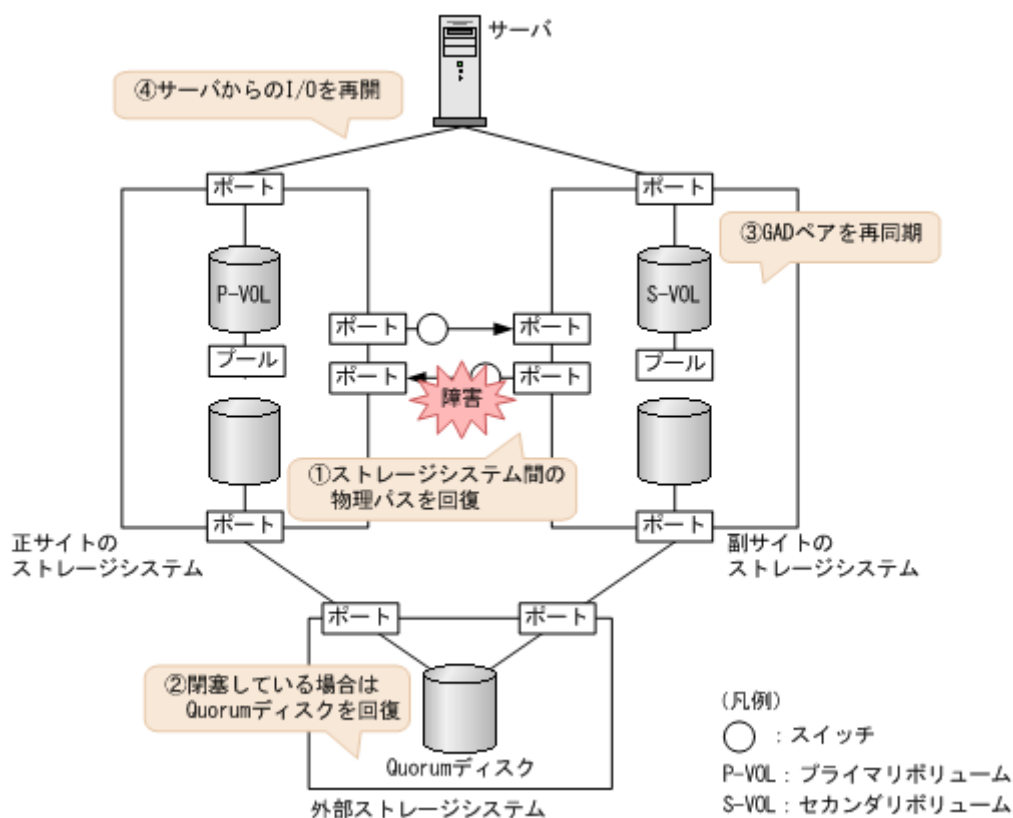 サーバ
④サーバからのI/Oを再開
ポート
ポート
③GADペアを再同期
P-VOL
S-VOL
ポート
ポート
プール
プール
ポート
ポート
障害
①ストレージシステム間の
物理パスを回復
ポート
ポート
正サイトの
ストレージシステム
副サイトの
ストレージシステム
ポート
ポート
②閉塞している場合は
Quorumディスクを回復
Quorumディスク
外部ストレージシステム
(凡例)
：スイッチ
P-VOL：プライマリボリューム
S-VOL：セカンダリボリューム